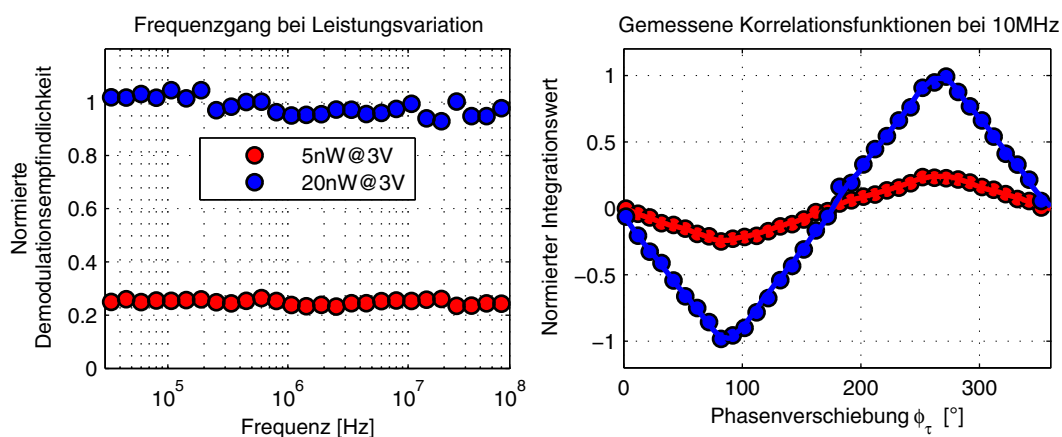 Frequenzgang bei Leistungsvariation
Normierte
Demodulationsempfindlichkeit
1
0.8
0.6
0.4
0.2
0
5nW@3V
20nW@3V
10^5
10^6
10^7
10^8
Frequenz [Hz]
Gemessene Korrelationsfunktionen bei 10MHz
Normierter Integrationswert
1
0.5
0
−0.5
−1
0
100
200
300
Phasenverschiebung ϕ_τ [°]